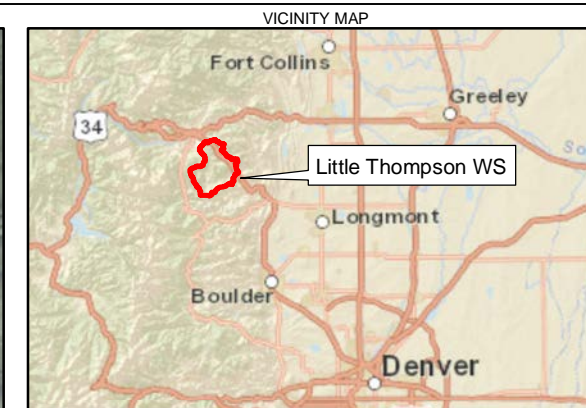 VICINITY MAP
Fort Collins
Greeley
34
Little Thompson WS
Longmont
Boulder
Denver